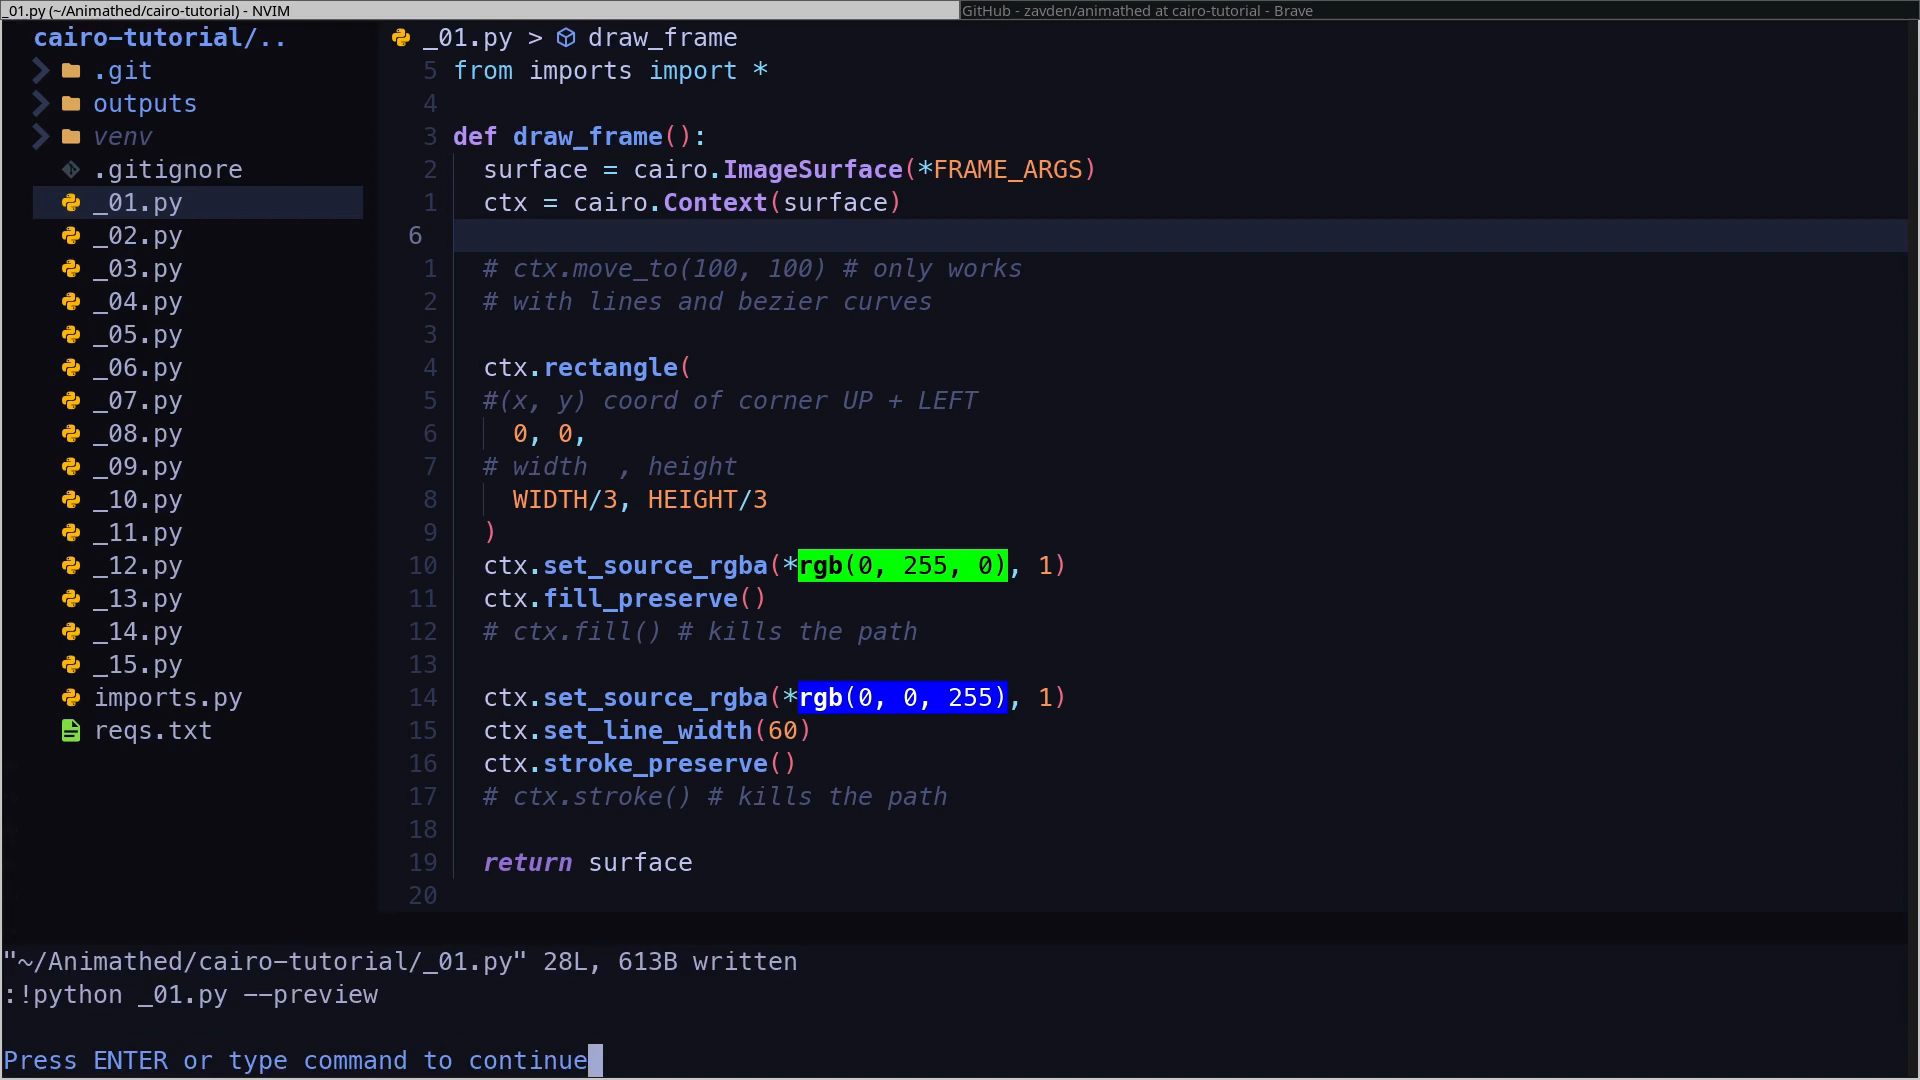 _01.py (~/Animathed/cairo-tutorial) - NVIM
GitHub - zavden/animathed at cairo-tutorial - Brave
cairo-tutorial/..
.git
outputs
venv
.gitignore
_01.py
_02.py
_03.py
_04.py
_05.py
_06.py
_07.py
_08.py
_09.py
_10.py
_11.py
_12.py
_13.py
_14.py
_15.py
imports.py
reqs.txt
_01.py > draw_frame
5 from imports import *
4
3 def draw_frame():
2 surface = cairo.ImageSurface(*FRAME_ARGS)
1 ctx = cairo.Context(surface)
6
1 # ctx.move_to(100, 100) # only works
2 # with lines and bezier curves
3
4 ctx.rectangle(
5 #(x, y) coord of corner UP + LEFT
6 0, 0,
7 # width , height
8 WIDTH/3, HEIGHT/3
9 )
10 ctx.set_source_rgba(*rgb(0, 255, 0), 1)
11 ctx.fill_preserve()
12 # ctx.fill() # kills the path
13
14 ctx.set_source_rgba(*rgb(0, 0, 255), 1)
15 ctx.set_line_width(60)
16 ctx.stroke_preserve()
17 # ctx.stroke() # kills the path
18
19 return surface
20
"~/Animathed/cairo-tutorial/_01.py" 28L, 613B written
:!python _01.py --preview
Press ENTER or type command to continue